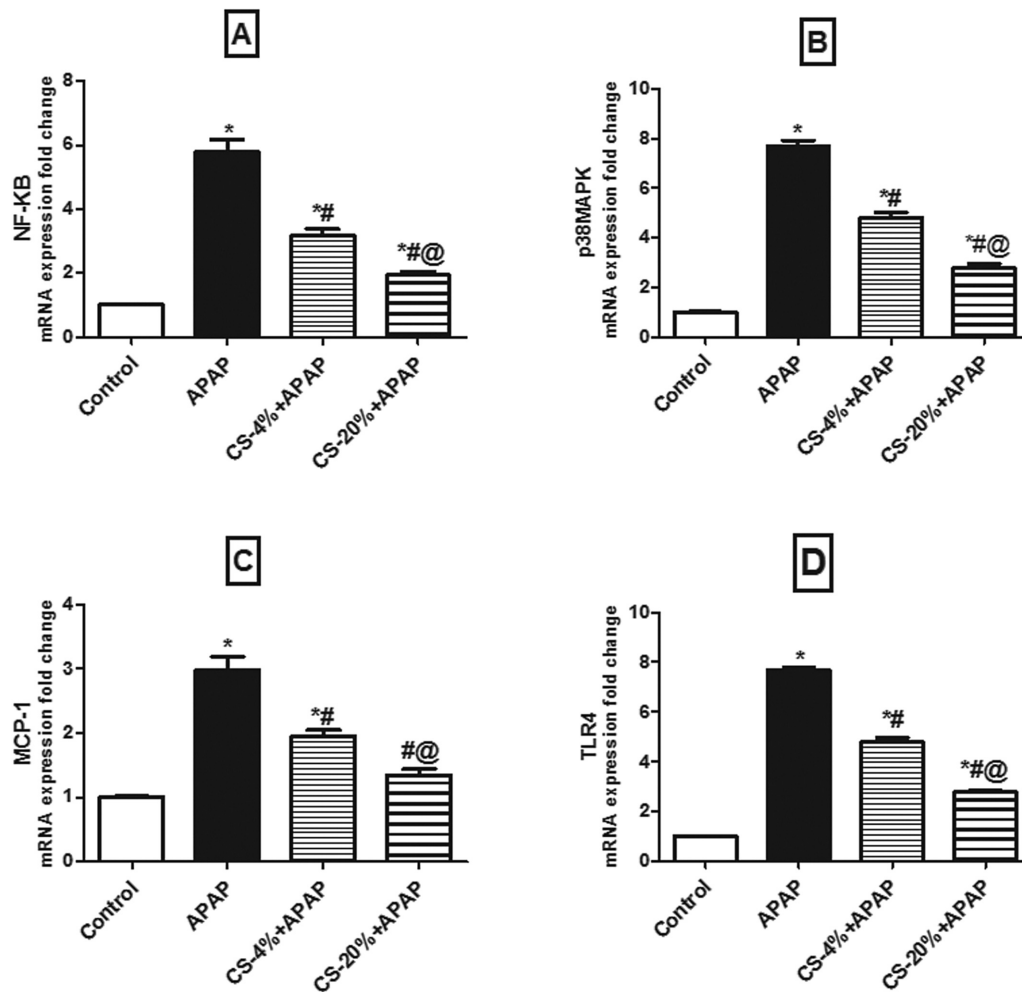 A
NF-KB
mRNA expression fold change
8
6
4
2
0
*
*#
*#@
Control
APAP
CS-4%+APAP
CS-20%+APAP
B
p38MAPK
mRNA expression fold change
10
8
6
4
2
0
*
*#
*#@
Control
APAP
CS-4%+APAP
CS-20%+APAP
C
MCP-1
mRNA expression fold change
4
3
2
1
0
*
*#
#@
Control
APAP
CS-4%+APAP
CS-20%+APAP
D
TLR4
mRNA expression fold change
10
8
6
4
2
0
*
*#
*#@
Control
APAP
CS-4%+APAP
CS-20%+APAP